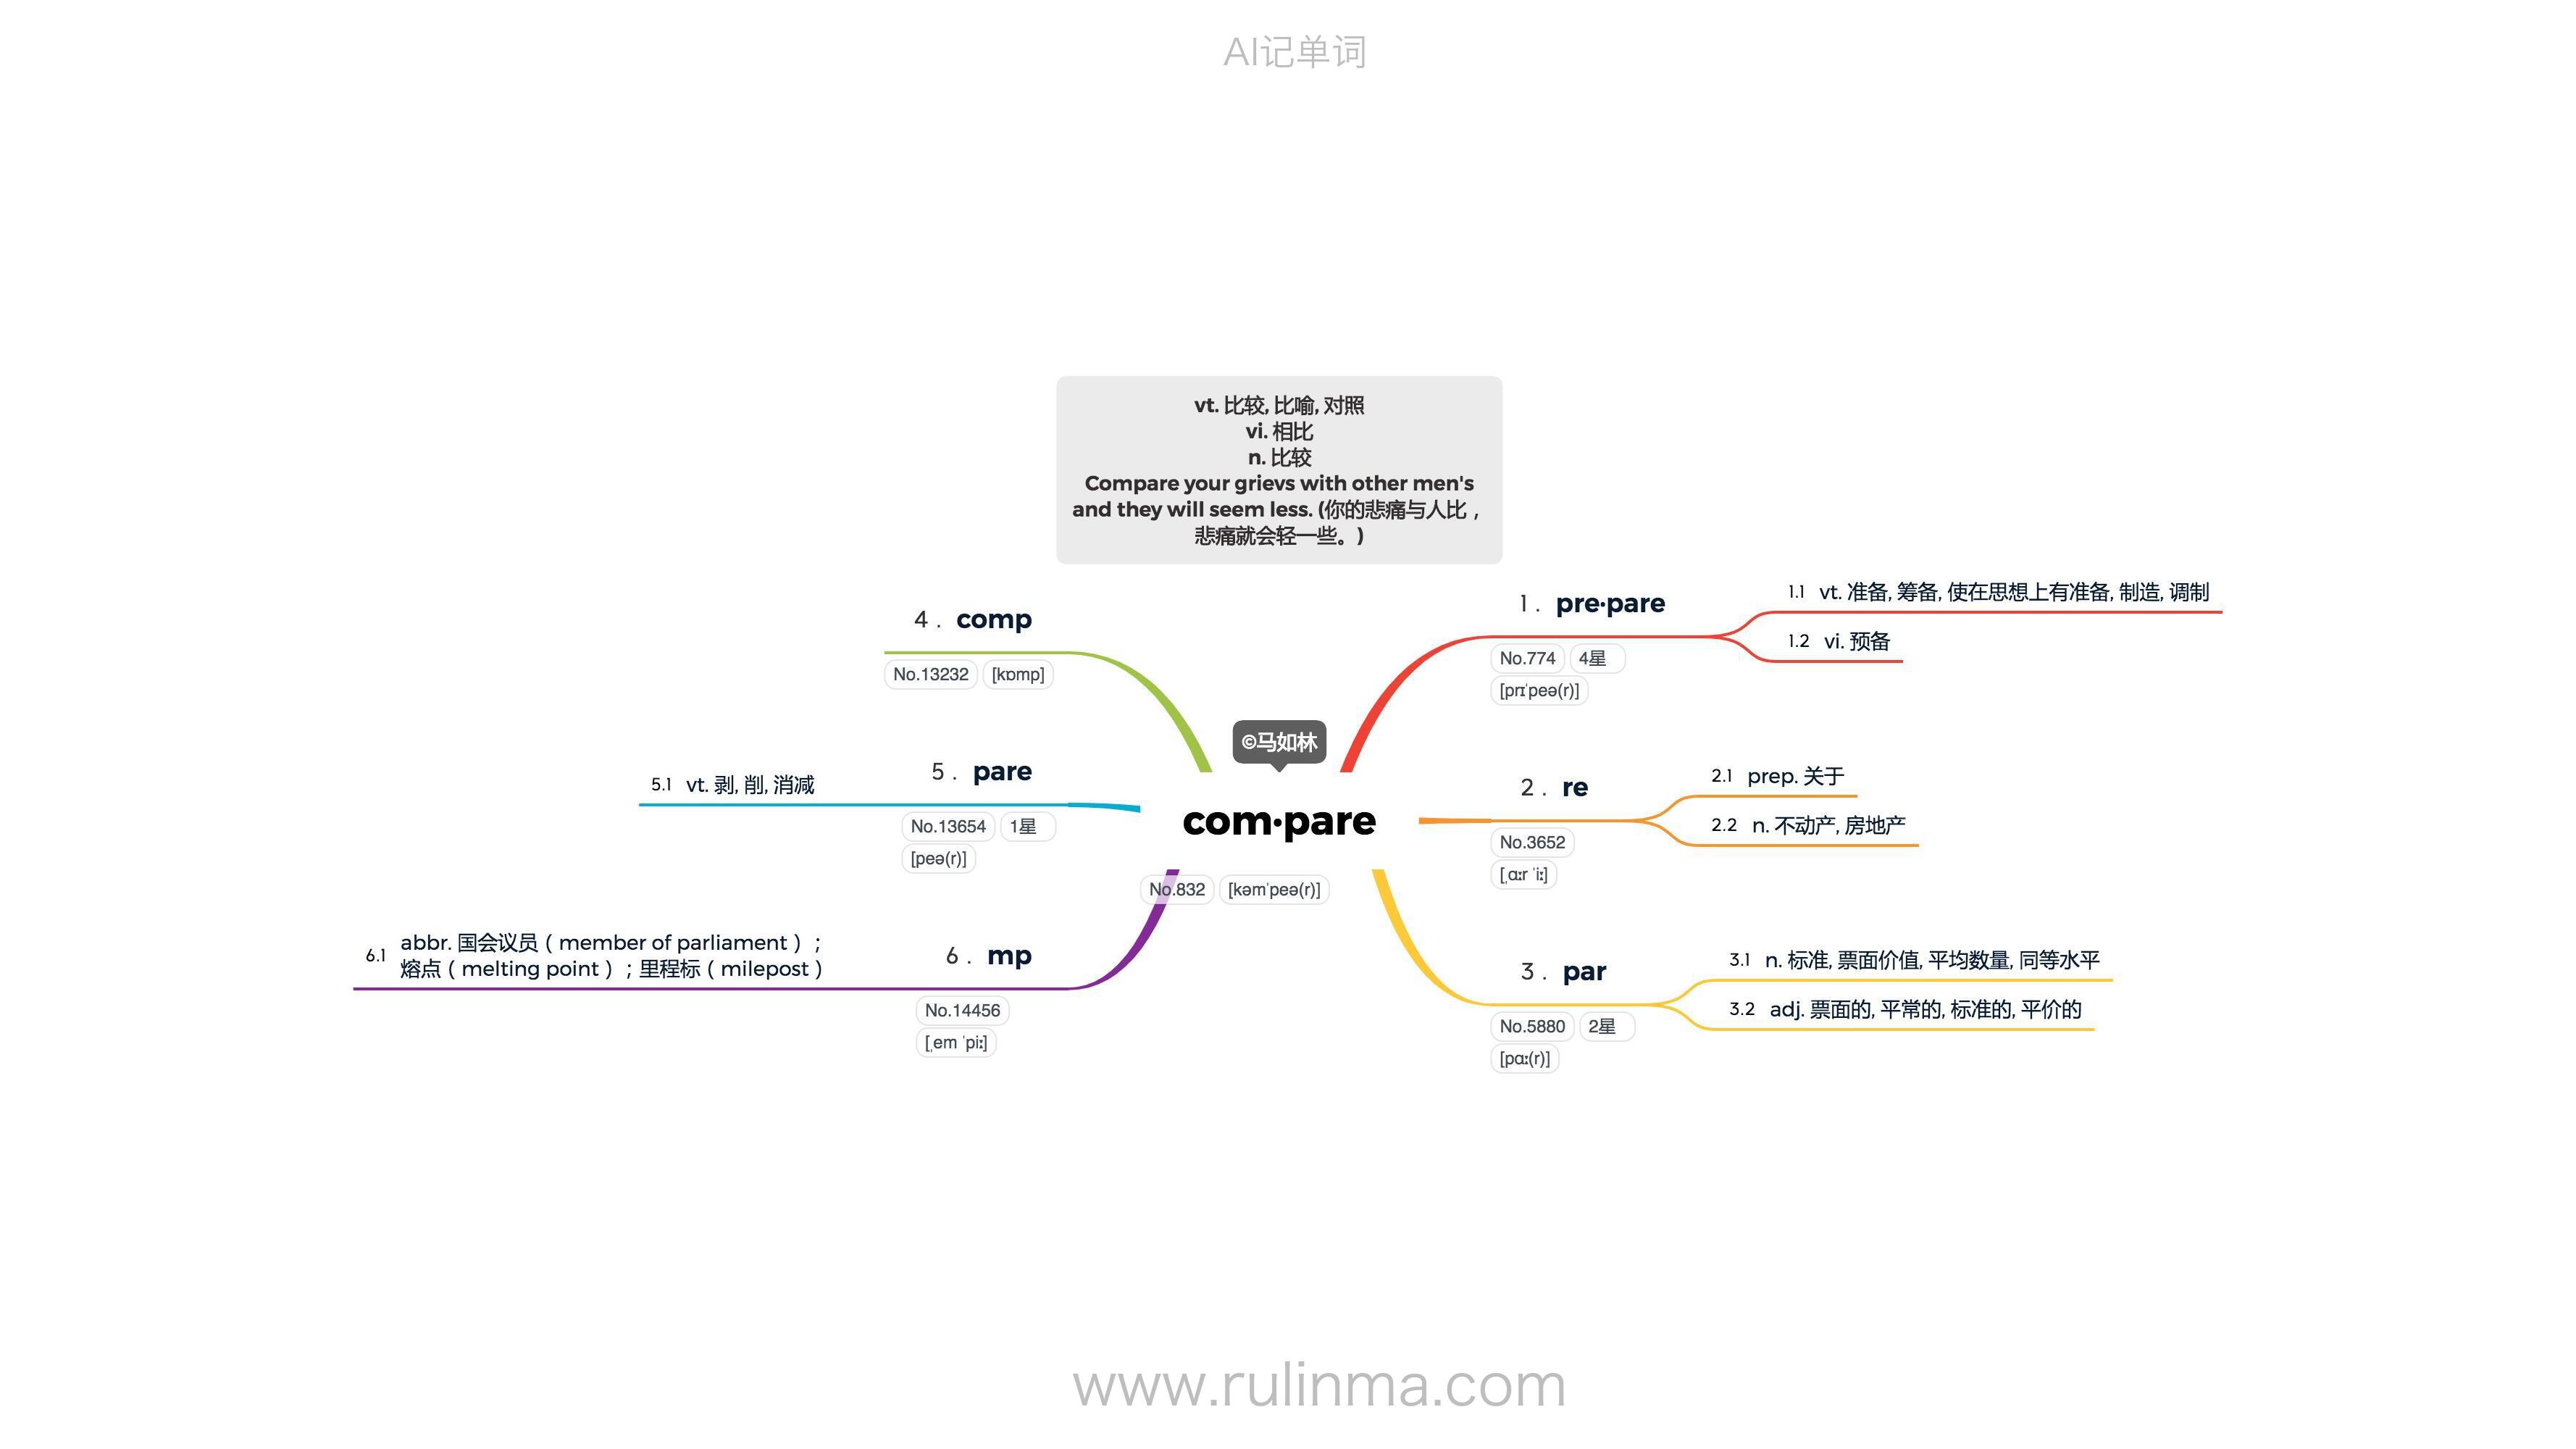 AI记单词
vt. 比较, 比喻, 对照
vi. 相比
n. 比较
Compare your grievs with other men's
and they will seem less. (你的悲痛与人比，
悲痛就会轻一些。)
©马如林
com·pare
No.832 [kəmˈpeə(r)]
1 . pre·pare
No.774 4星
[prɪˈpeə(r)]
1.1 vt. 准备, 筹备, 使在思想上有准备, 制造, 调制
1.2 vi. 预备
2 . re
No.3652
[ˌɑːr ˈiː]
2.1 prep. 关于
2.2 n. 不动产, 房地产
3 . par
No.5880 2星
[pɑː(r)]
3.1 n. 标准, 票面价值, 平均数量, 同等水平
3.2 adj. 票面的, 平常的, 标准的, 平价的
4 . comp
No.13232 [kɒmp]
5 . pare
No.13654 1星
[peə(r)]
5.1 vt. 剥, 削, 消减
6 . mp
No.14456
[ˌem ˈpiː]
6.1 abbr. 国会议员（member of parliament）；
熔点（melting point）；里程标（milepost）
www.rulinma.com